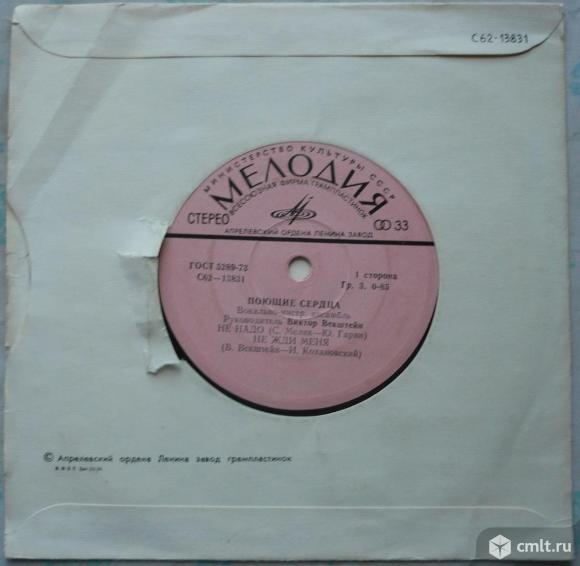 С62-13831
МИНИСТЕРСТВО КУЛЬТУРЫ СССР
МЕЛОДИЯ
ВСЕСОЮЗНАЯ ФИРМА ГРАМПЛАСТИНОК
СТЕРЕО
33
АПРЕЛЕВСКИЙ ОРДЕНА ЛЕНИНА ЗАВОД
ГОСТ 5289-73
С62—13831
1 сторона
Гр. 3. 0-85
ПОЮЩИЕ СЕРДЦА
Вокально-инстр. ансамбль
Руководитель Виктор Векштейн
НЕ НАДО (С. Мелик—Ю. Гарин)
НЕ ЖДИ МЕНЯ
(В. Векштейн—И. Кохановский)
© Апрелевский ордена Ленина завод грампластинок
cmlt.ru